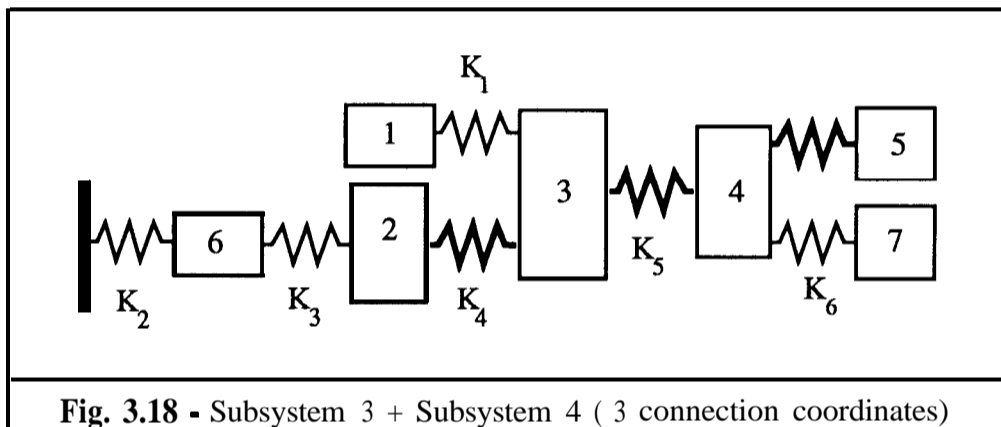 K1
1
3
5
2
4
6
7
K2
K3
K4
K5
K6
Fig. 3.18 - Subsystem 3 + Subsystem 4 ( 3 connection coordinates)